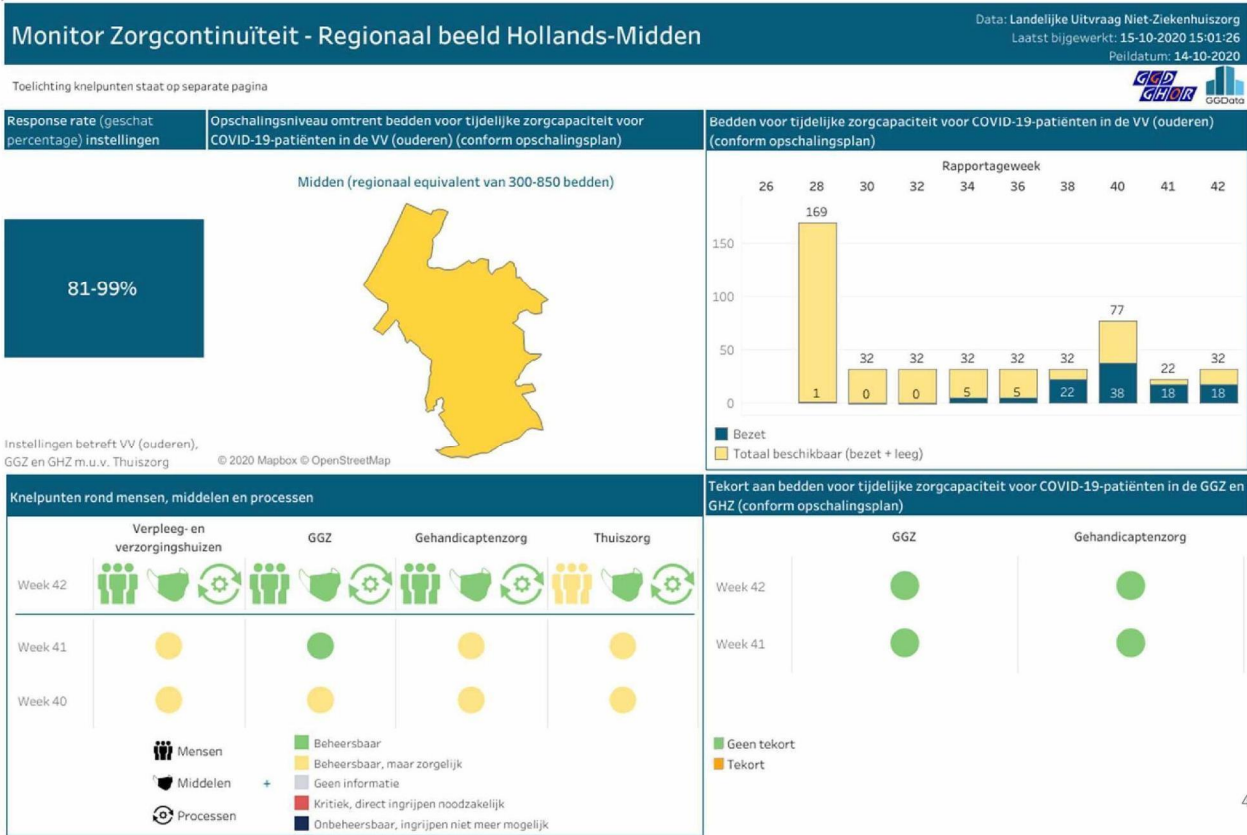 Monitor Zorgcontinuïteit - Regionaal beeld Hollands-Midden
Data: Landelijke Uitvraag Niet-Ziekenhuiszorg
Laatst bijgewerkt: 15-10-2020 15:01:26
Peildatum: 14-10-2020
Toelichting knelpunten staat op separate pagina
GGD
GHOR
GGData
Response rate (geschat
percentage) instellingen
81-99%
Instellingen betreft VV (ouderen),
GGZ en GHZ m.u.v. Thuiszorg
Opschalingsniveau omtrent bedden voor tijdelijke zorgcapaciteit voor
COVID-19-patiënten in de VV (ouderen) (conform opschalingsplan)
Midden (regionaal equivalent van 300-850 bedden)
© 2020 Mapbox © OpenStreetMap
Bedden voor tijdelijke zorgcapaciteit voor COVID-19-patiënten in de VV (ouderen)
(conform opschalingsplan)
Rapportageweek
26 28 30 32 34 36 38 40 41 42
169
150
100
77
50
32 32 32 32 32 22 32
0
1 0 0 5 5 22 38 18 18
Bezet
Totaal beschikbaar (bezet + leeg)
Knelpunten rond mensen, middelen en processen
Verpleeg- en
verzorgingshuizen
GGZ
Gehandicaptenzorg
Thuiszorg
Week 42
Week 41
Week 40
Mensen
Middelen
Processen
+
Beheersbaar
Beheersbaar, maar zorgelijk
Geen informatie
Kritiek, direct ingrijpen noodzakelijk
Onbeheersbaar, ingrijpen niet meer mogelijk
Tekort aan bedden voor tijdelijke zorgcapaciteit voor COVID-19-patiënten in de GGZ en
GHZ (conform opschalingsplan)
GGZ
Gehandicaptenzorg
Week 42
Week 41
Geen tekort
Tekort
4